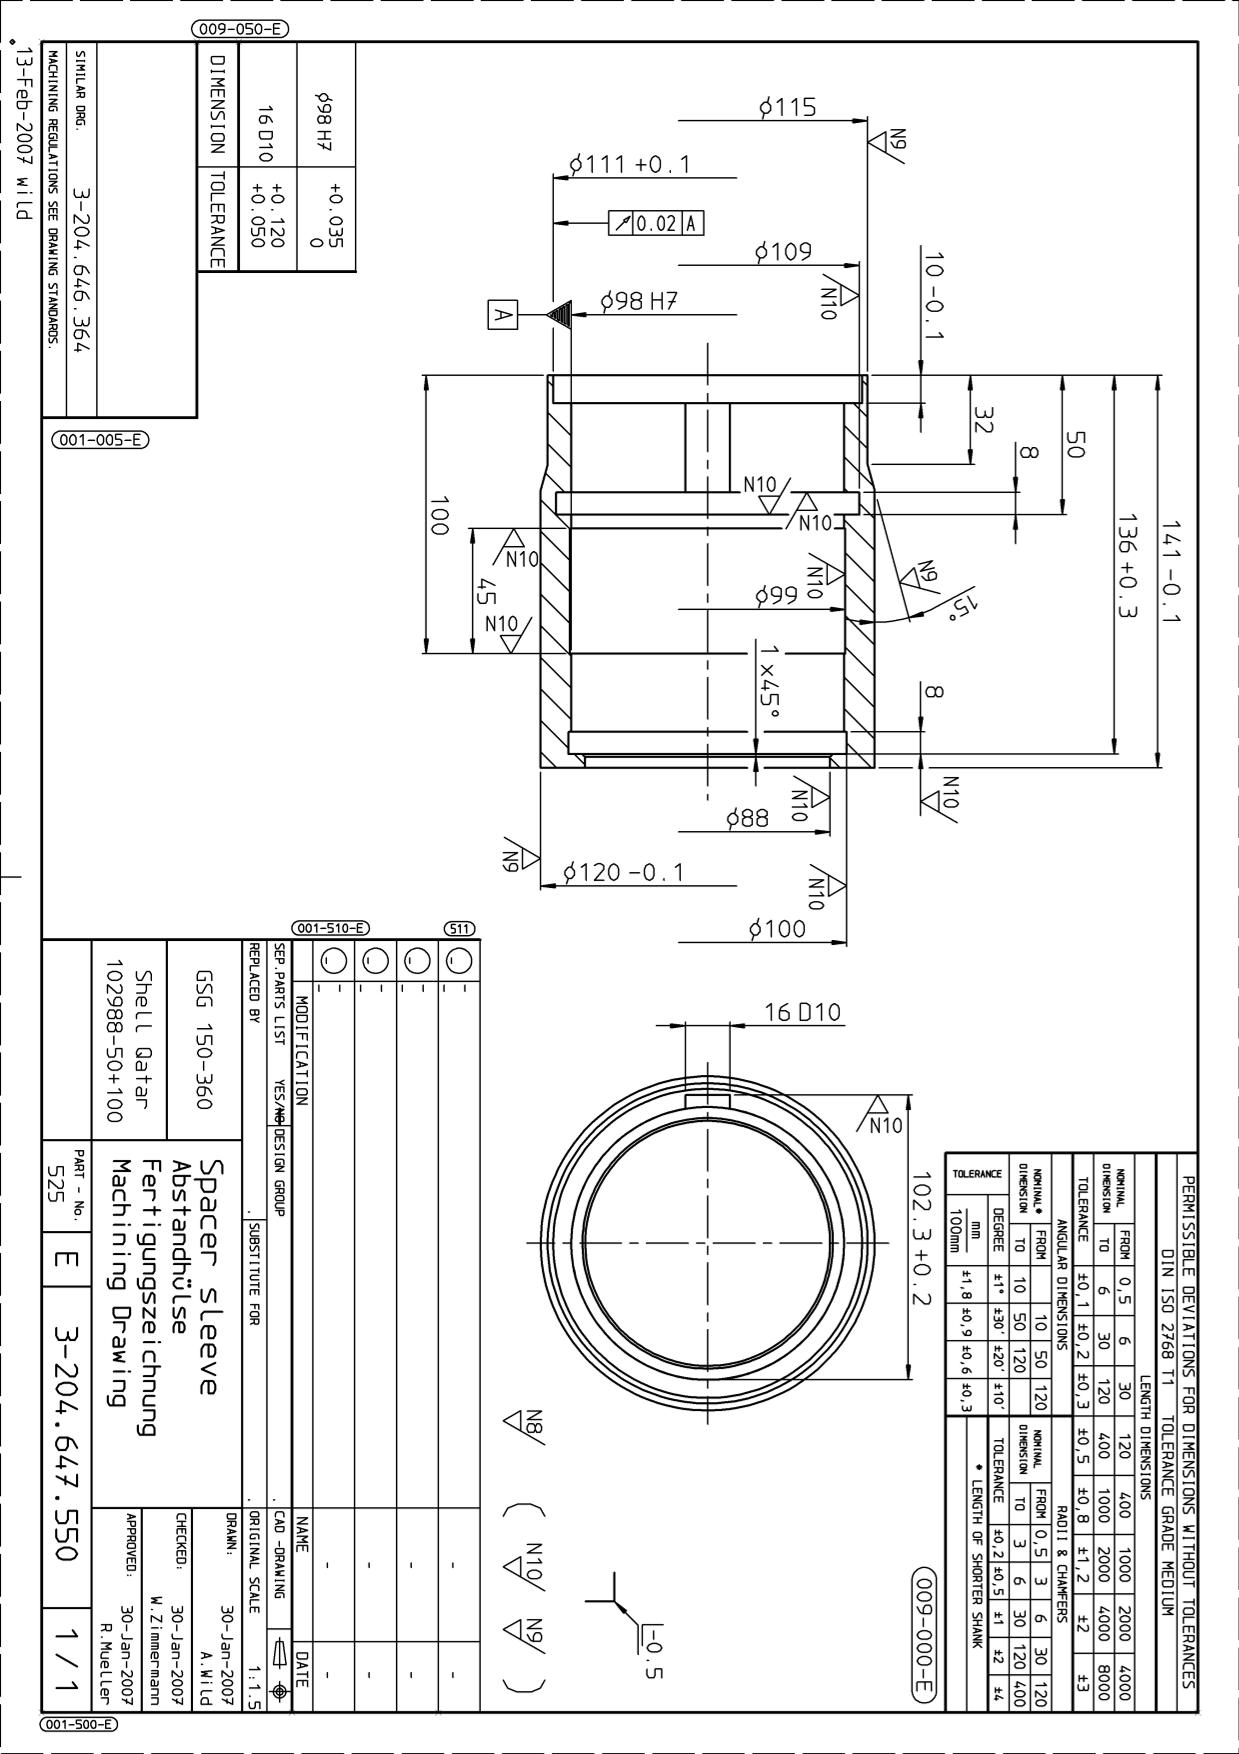 009-050-E
DIMENSION TOLERANCE
16 D10 +0.120 +0.050
φ98 H7 +0.035 0
SIMILAR DRG. 3-204.646.364
MACHINING REGULATIONS SEE DRAWING STANDARDS.
13-Feb-2007 wild
001-005-E
φ115
N9
φ111 +0.1
0.02 A
φ109
N10
φ98 H7
A
10 -0.1
32
50
8
136 +0.3
141 -0.1
100
45
N10
N10
N10
N10
N10
φ99
N9
15°
1 x45°
8
N10
N10
φ88
N9
φ120 -0.1
N10
φ100
16 D10
N10
102.3 +0.2
N8 ( N10 N9 )
-0.5
009-000-E
PERMISSIBLE DEVIATIONS FOR DIMENSIONS WITHOUT TOLERANCES
DIN ISO 2768 T1 TOLERANCE GRADE MEDIUM
LENGTH DIMENSIONS
NOMINAL DIMENSION
FROM 0,5 6 30 120 400 1000 2000 4000
TO 6 30 120 400 1000 2000 4000 8000
TOLERANCE ±0,1 ±0,2 ±0,3 ±0,5 ±0,8 ±1,2 ±2 ±3
ANGULAR DIMENSIONS
NOMINAL* DIMENSION
FROM 10 50 120
TO 10 50 120
TOLERANCE
DEGREE ±1° ±30' ±20' ±10'
mm 100mm ±1,8 ±0,9 ±0,6 ±0,3
RADII & CHAMFERS
NOMINAL DIMENSION
FROM 0,5 3 6 30 120
TO 3 6 30 120 400
TOLERANCE ±0,2 ±0,5 ±1 ±2 ±4
* LENGTH OF SHORTER SHANK
001-510-E
511
MODIFICATION NAME DATE
SEP.PARTS LIST YES/NO DESIGN GROUP . CAD -DRAWING
REPLACED BY . SUBSTITUTE FOR . ORIGINAL SCALE 1:1.5
GSG 150-360
Shell Qatar
102988-50+100
Spacer sleeve
Abstandhülse
Fertigungszeichnung
Machining Drawing
DRAWN: 30-Jan-2007
A.Wild
CHECKED: 30-Jan-2007
W.Zimmermann
APPROVED: 30-Jan-2007
R.Mueller
PART - No.
525
E
3-204.647.550
1 / 1
001-500-E